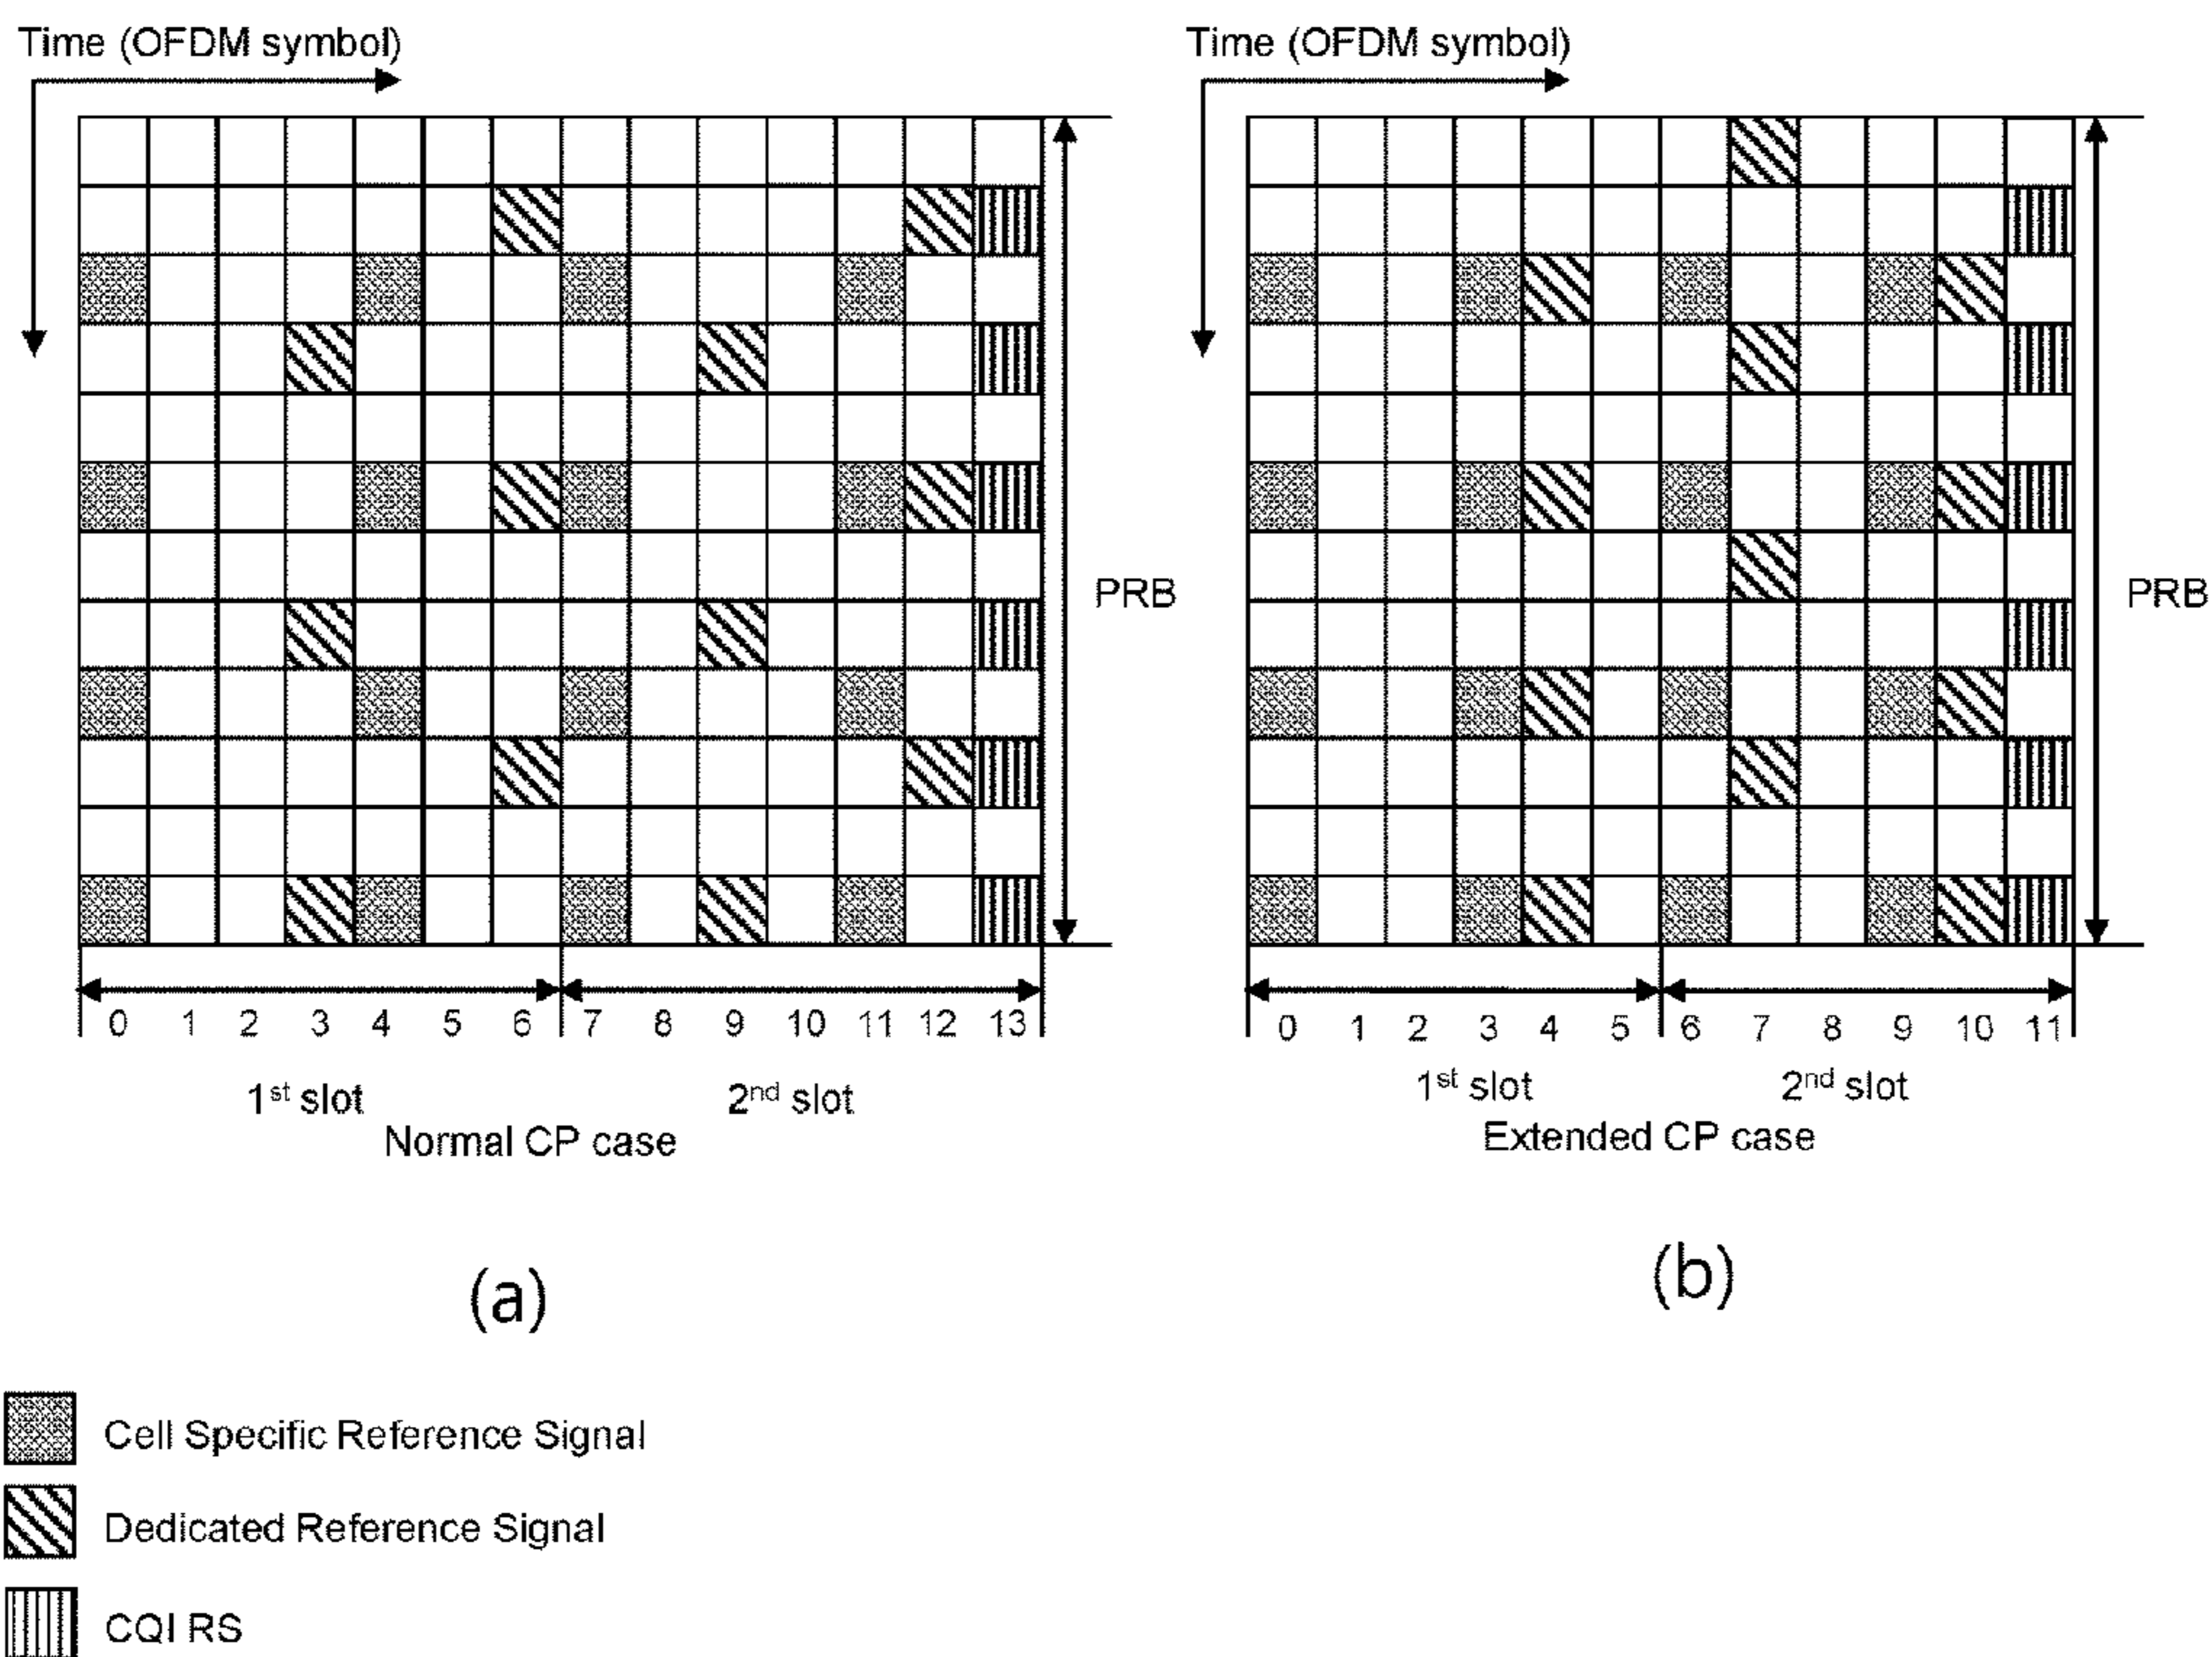 Time (OFDM symbol)
Time (OFDM symbol)
PRB
PRB
0 1 2 3 4 5 6 7 8 9 10 11 12 13
0 1 2 3 4 5 6 7 8 9 10 11
1st slot 2nd slot
1st slot 2nd slot
Normal CP case
Extended CP case
(a)
(b)
Cell Specific Reference Signal
Dedicated Reference Signal
CQI RS